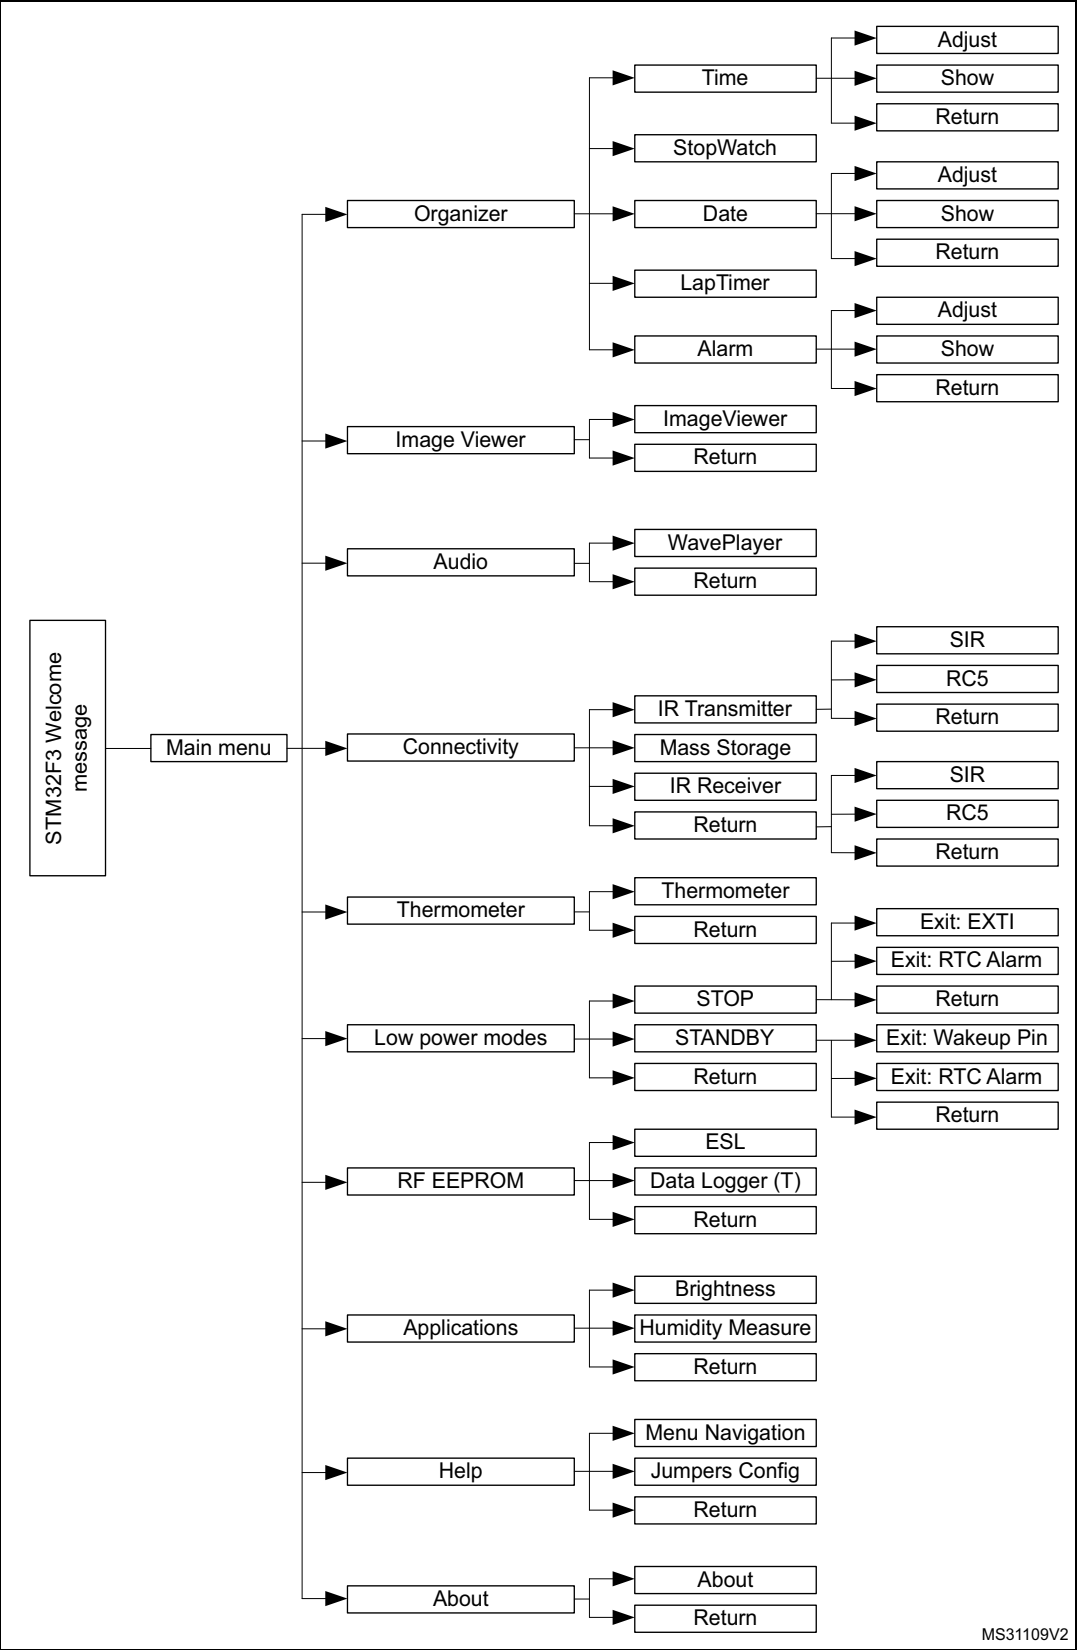 STM32F3 Welcome
message
Main menu
Organizer
Time
Adjust
Show
Return
StopWatch
Date
Adjust
Show
Return
LapTimer
Alarm
Adjust
Show
Return
Image Viewer
ImageViewer
Return
Audio
WavePlayer
Return
Connectivity
IR Transmitter
SIR
RC5
Return
Mass Storage
IR Receiver
Return
SIR
RC5
Return
Thermometer
Thermometer
Return
Low power modes
STOP
Exit: EXTI
Exit: RTC Alarm
Return
STANDBY
Exit: Wakeup Pin
Exit: RTC Alarm
Return
Return
RF EEPROM
ESL
Data Logger (T)
Return
Applications
Brightness
Humidity Measure
Return
Help
Menu Navigation
Jumpers Config
Return
About
About
Return
MS31109V2